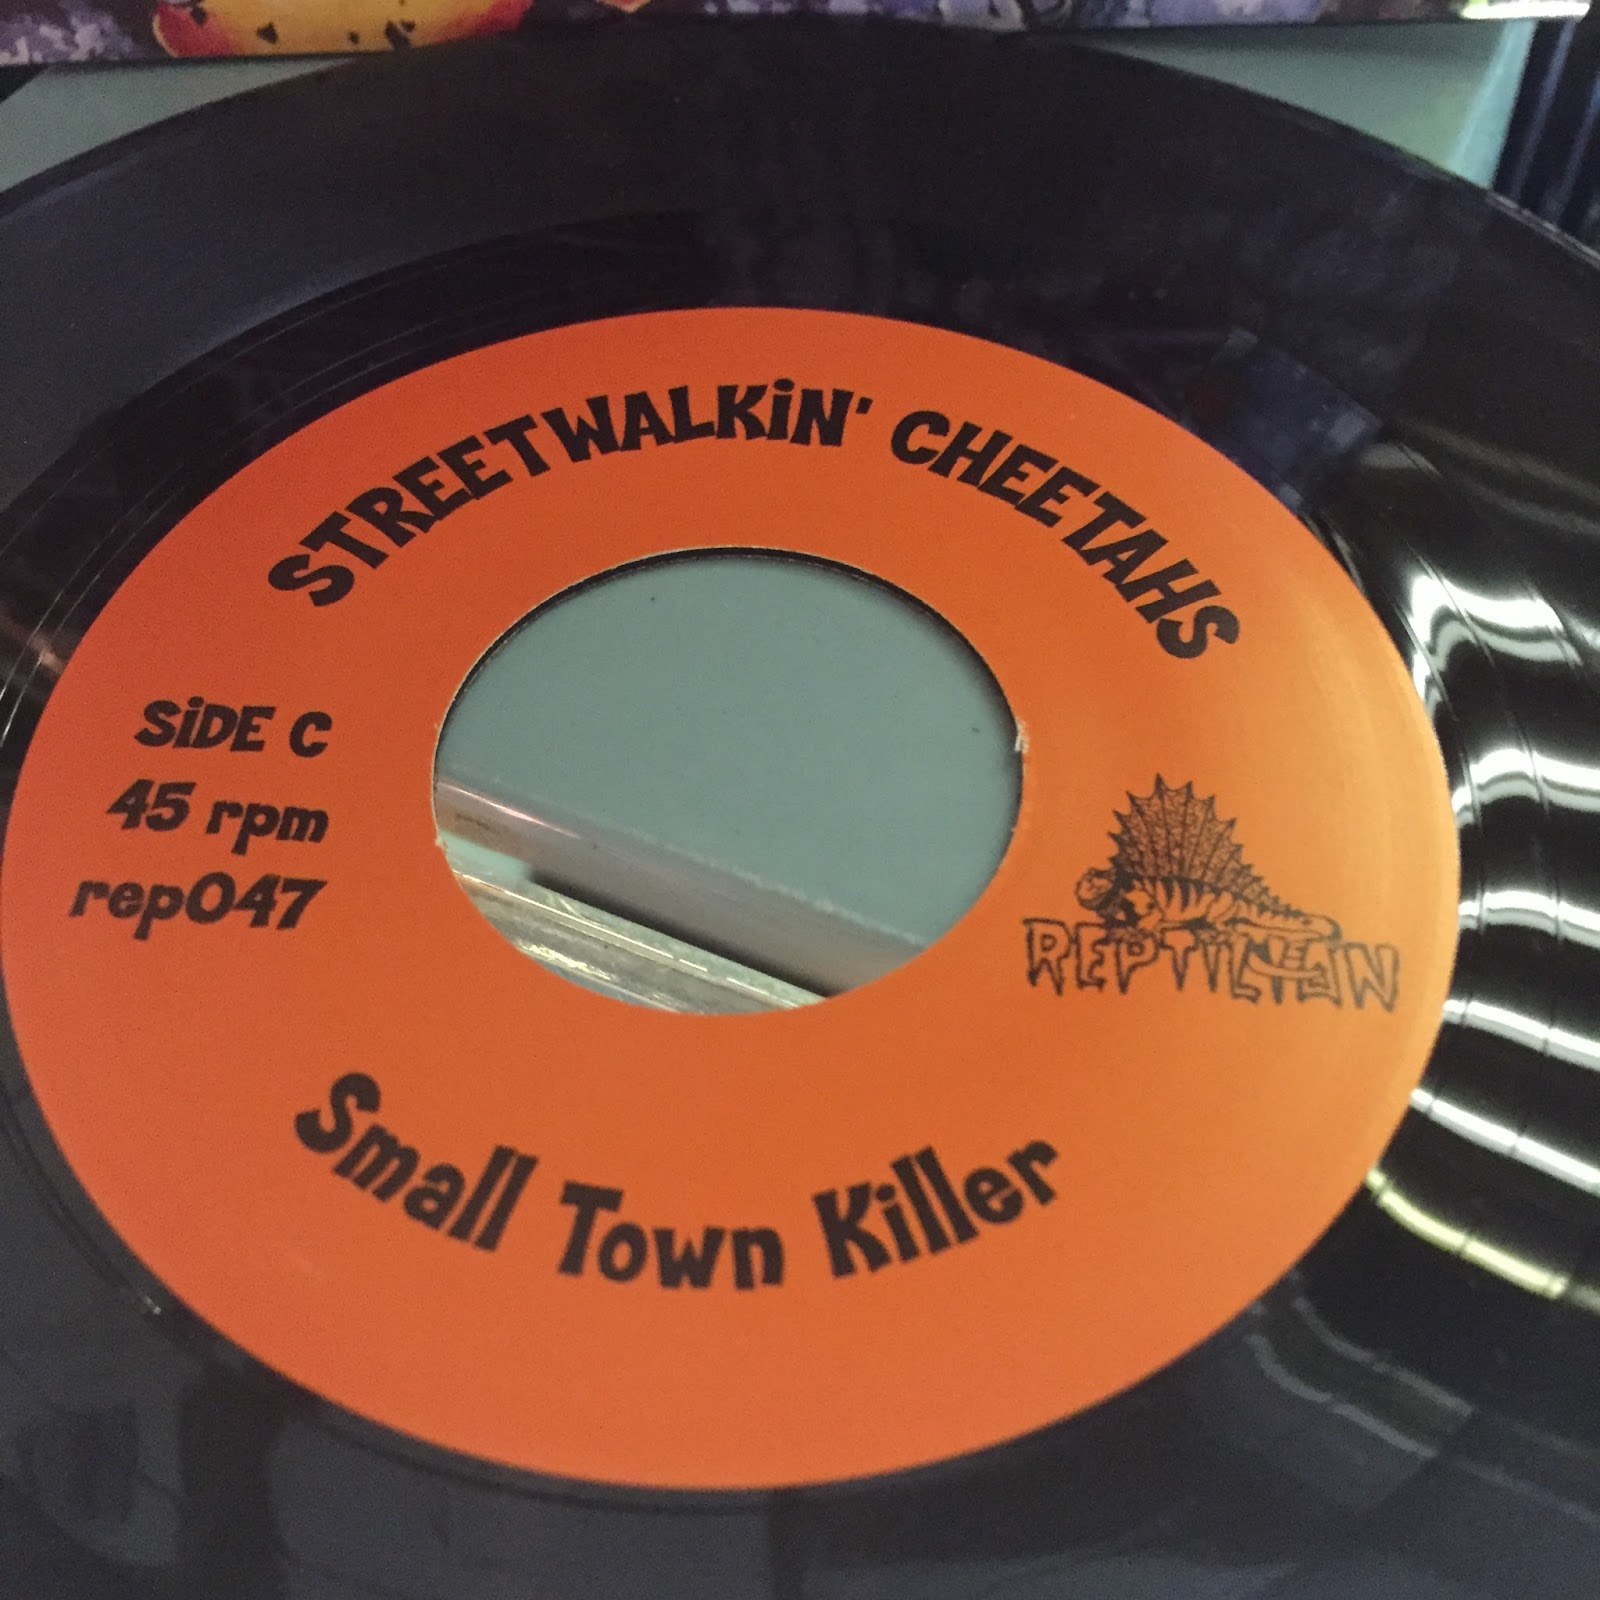 STREETWALKiN' CHEETAHS
SiDE C
45 rpm
rep047
REPTILIAN
Small Town Killer